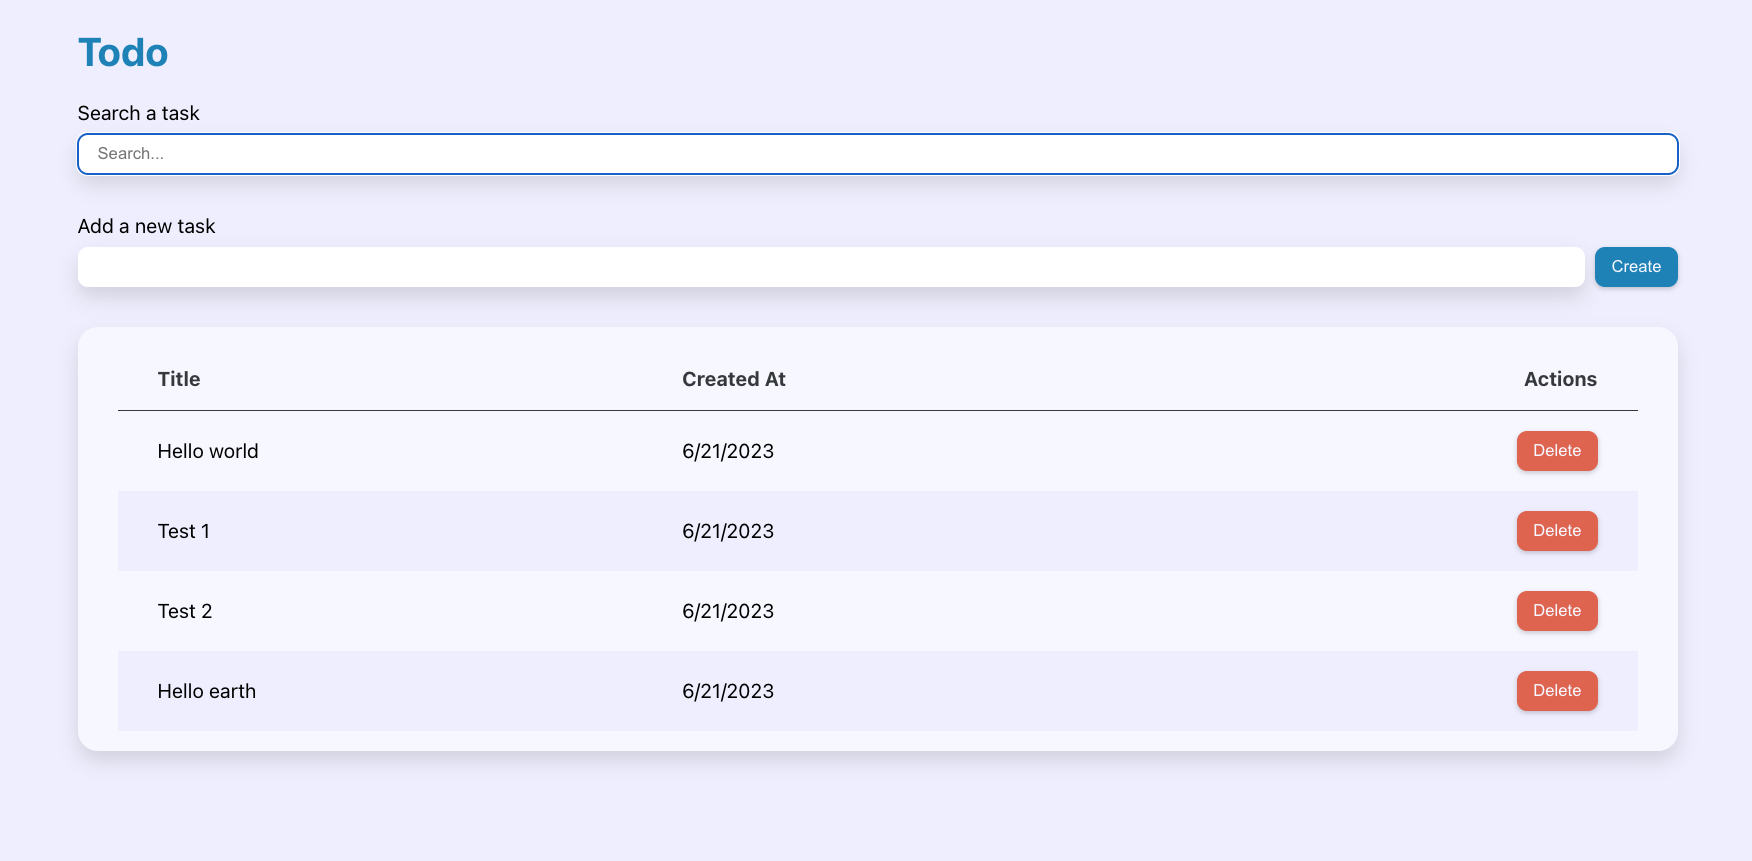 Todo
Search a task
Search...
Add a new task
Create
Title Created At Actions
Hello world 6/21/2023 Delete
Test 1 6/21/2023 Delete
Test 2 6/21/2023 Delete
Hello earth 6/21/2023 Delete